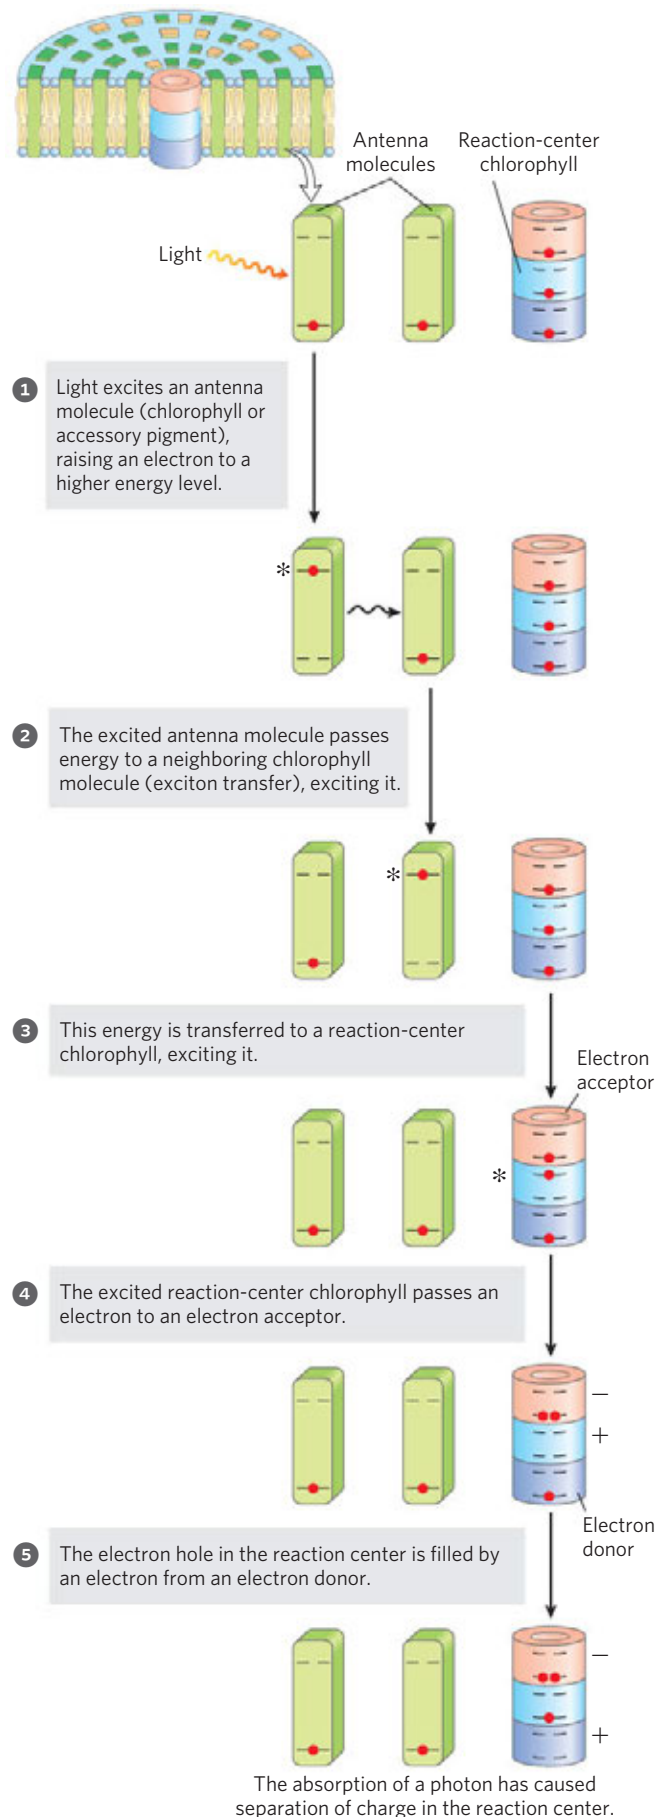 Antenna
molecules
Reaction-center
chlorophyll
Light
1
Light excites an antenna
molecule (chlorophyll or
accessory pigment),
raising an electron to a
higher energy level.
*
2
The excited antenna molecule passes
energy to a neighboring chlorophyll
molecule (exciton transfer), exciting it.
*
3
This energy is transferred to a reaction-center
chlorophyll, exciting it.
Electron
acceptor
*
4
The excited reaction-center chlorophyll passes an
electron to an electron acceptor.
−
+
Electron
donor
5
The electron hole in the reaction center is filled by
an electron from an electron donor.
−
+
The absorption of a photon has caused
separation of charge in the reaction center.